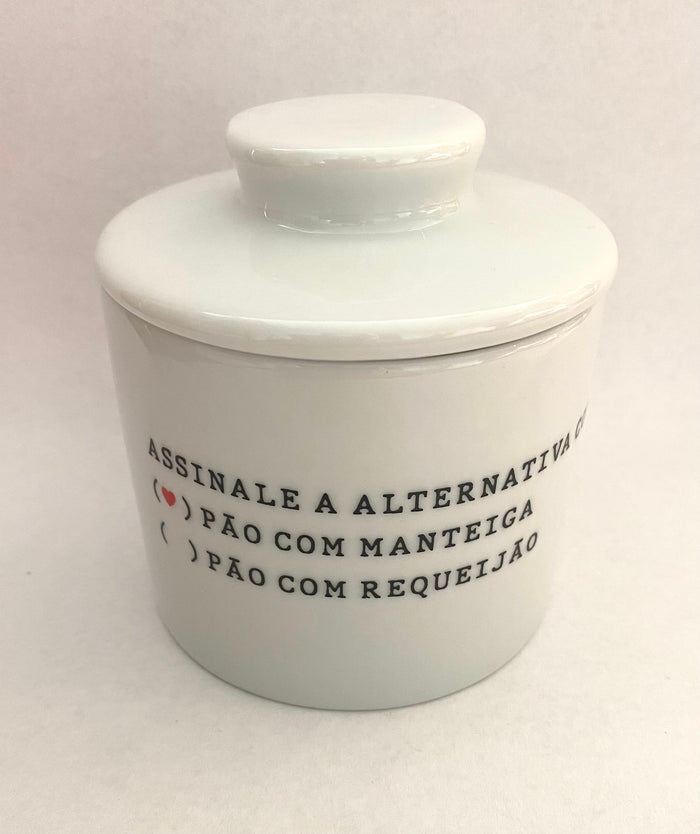 ASSINALE A ALTERNATIVA
(♥) PÃO COM MANTEIGA
( ) PÃO COM REQUEIJÃO